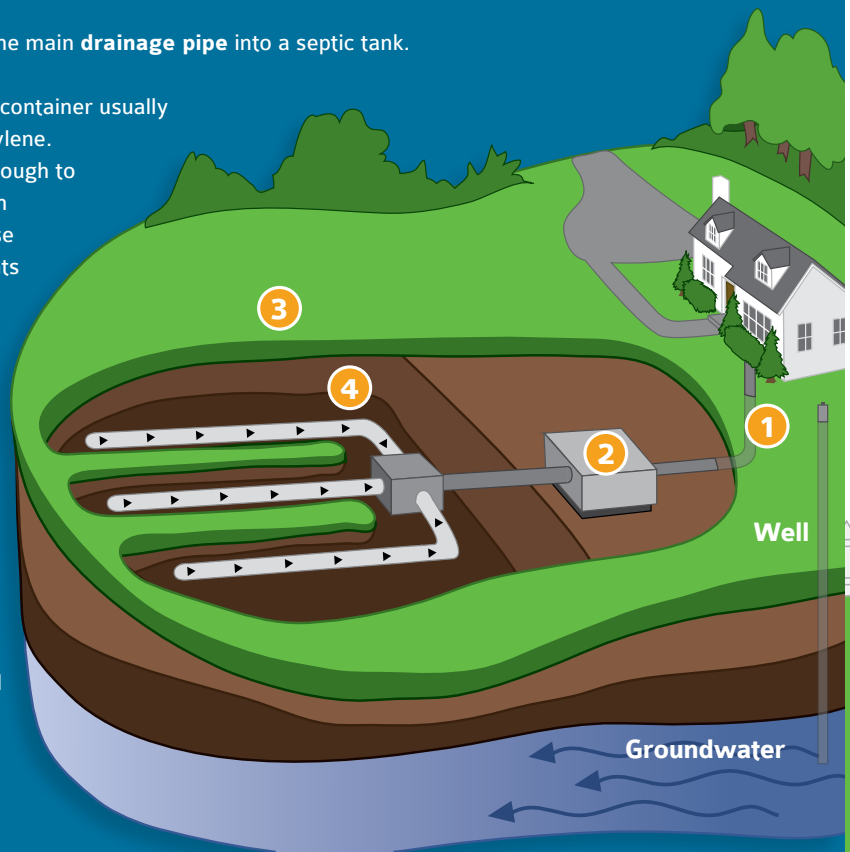 ne main drainage pipe into a septic tank.
container usually
ylene.
ough to
n
se
ts
3
4
2
1
Well
Groundwater